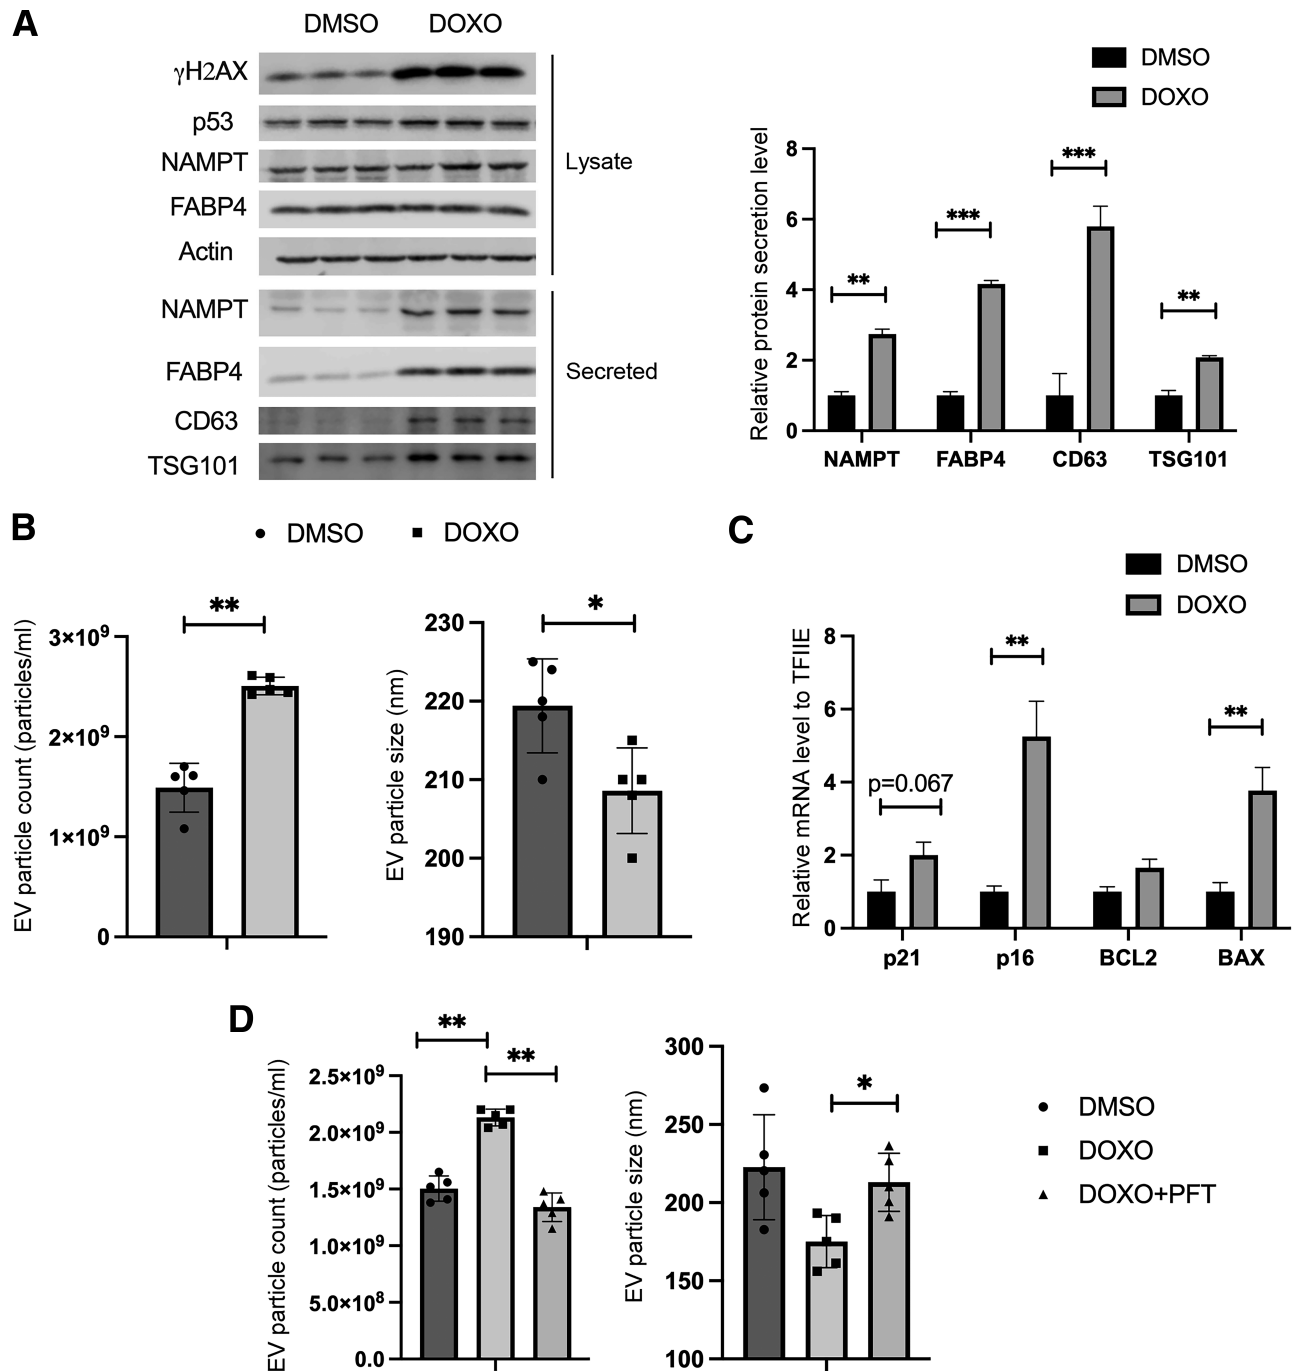 A
DMSO DOXO
γH2AX
p53
NAMPT
FABP4
Actin
Lysate
NAMPT
FABP4
CD63
TSG101
Secreted
DMSO
DOXO
Relative protein secretion level
8
6
4
2
0
** *** *** **
NAMPT FABP4 CD63 TSG101
B
DMSO DOXO
EV particle count (particles/ml)
3×10⁹
2×10⁹
1×10⁹
0
**
EV particle size (nm)
230
220
210
200
190
*
C
DMSO
DOXO
Relative mRNA level to TFIIE
8
6
4
2
0
p=0.067
**
**
p21 p16 BCL2 BAX
D
EV particle count (particles/ml)
2.5×10⁹
2.0×10⁹
1.5×10⁹
1.0×10⁹
5.0×10⁸
0.0
**
**
EV particle size (nm)
300
250
200
150
100
*
DMSO
DOXO
DOXO+PFT